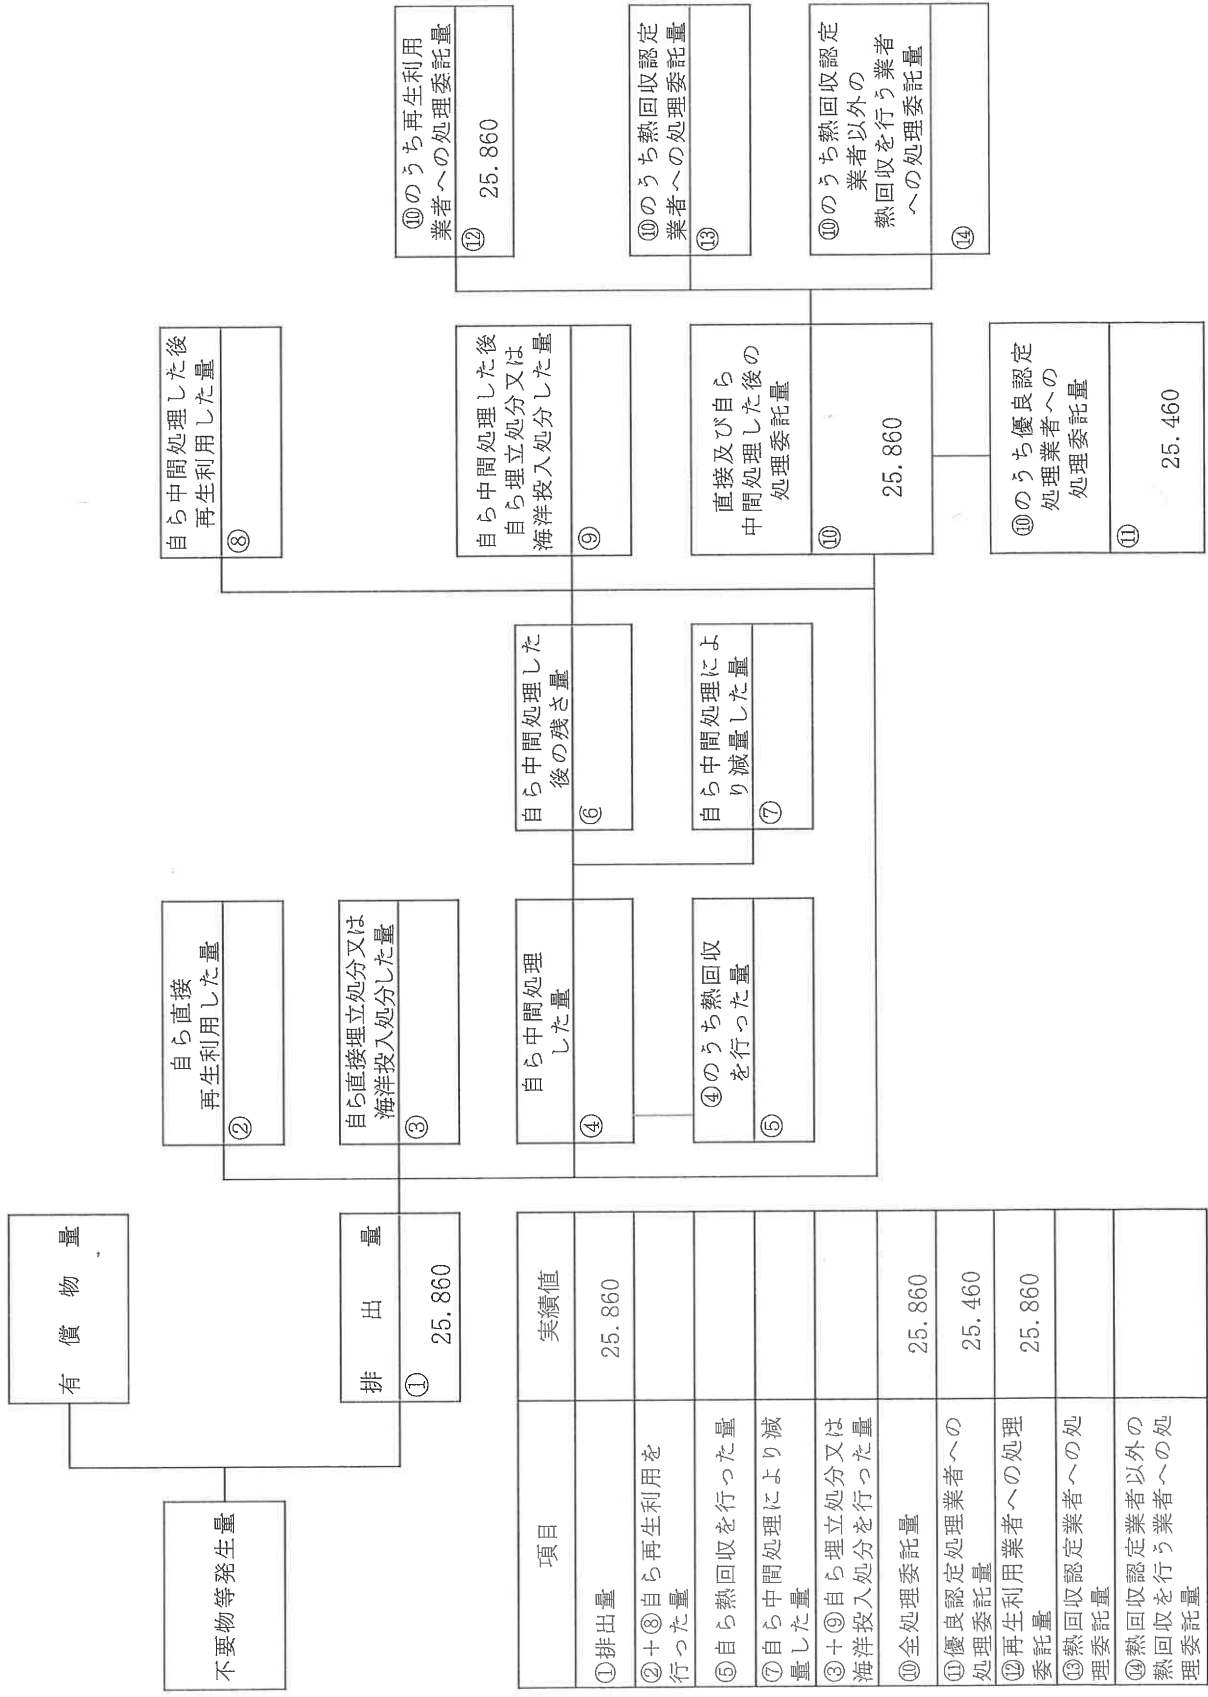 不要物等発生量
有償物量
排出量
① 25.860
自ら直接
再生利用した量
②
自ら直接埋立処分又は
海洋投入処分した量
③
自ら中間処理
した量
④
④のうち熱回収
を行った量
⑤
自ら中間処理した
後の残さ量
⑥
自ら中間処理によ
り減量した量
⑦
自ら中間処理した後
再生利用した量
⑧
自ら中間処理した後
自ら埋立処分又は
海洋投入処分した量
⑨
直接及び自ら
中間処理した後の
処理委託量
⑩
25.860
⑩のうち優良認定
処理業者への
処理委託量
⑪
25.460
⑩のうち再生利用
業者への処理委託量
⑫
25.860
⑩のうち熱回収認定
業者への処理委託量
⑬
⑩のうち熱回収認定
業者以外の
熱回収を行う業者
への処理委託量
⑭
項目 実績値
①排出量 25.860
②+⑧自ら再生利用を
行った量
⑤自ら熱回収を行った量
⑦自ら中間処理により減
量した量
③+⑨自ら埋立処分又は
海洋投入処分を行った量
⑩全処理委託量 25.860
⑪優良認定処理業者への
処理委託量 25.460
⑫再生利用業者への処理
委託量 25.860
⑬熱回収認定業者への処
理委託量
⑭熱回収認定業者以外の
熱回収を行う業者への処
理委託量